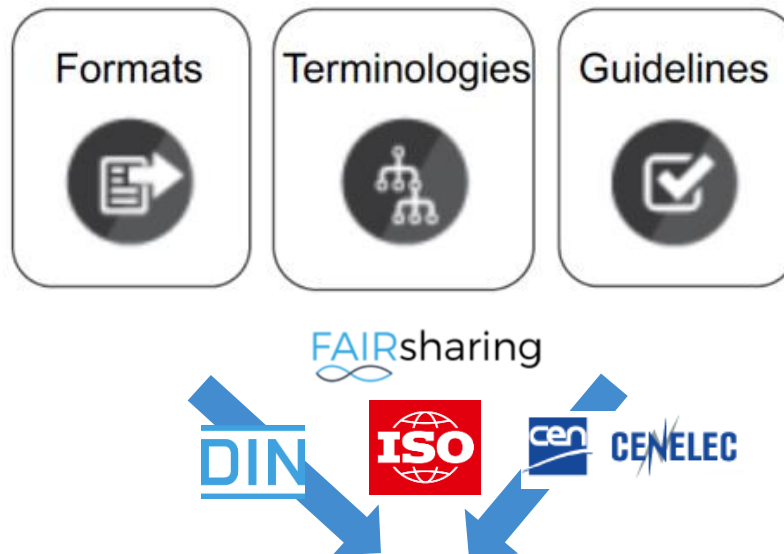 Formats
Terminologies
Guidelines
FAIRsharing
DIN
ISO
cen
CENELEC